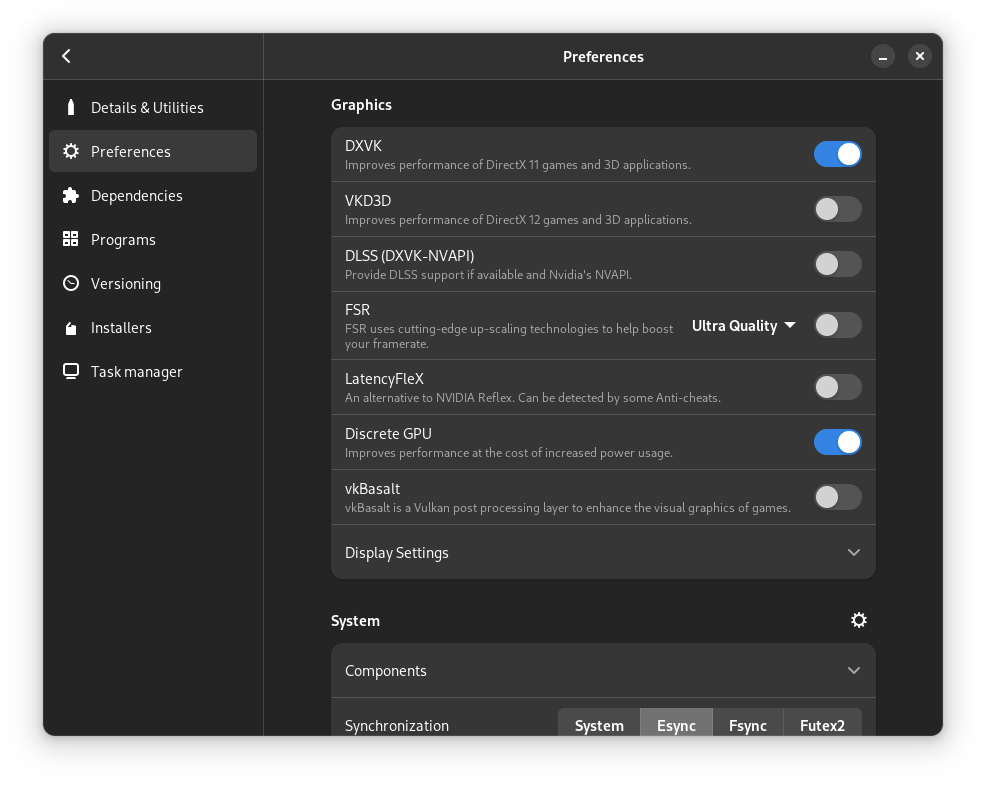 Preferences
Details & Utilities
Preferences
Dependencies
Programs
Versioning
Installers
Task manager
Graphics
DXVK
Improves performance of DirectX 11 games and 3D applications.
VKD3D
Improves performance of DirectX 12 games and 3D applications.
DLSS (DXVK-NVAPI)
Provide DLSS support if available and Nvidia's NVAPI.
FSR
FSR uses cutting-edge up-scaling technologies to help boost
your framerate.
Ultra Quality
LatencyFleX
An alternative to NVIDIA Reflex. Can be detected by some Anti-cheats.
Discrete GPU
Improves performance at the cost of increased power usage.
vkBasalt
vkBasalt is a Vulkan post processing layer to enhance the visual graphics of games.
Display Settings
System
Components
Synchronization System Esync Fsync Futex2